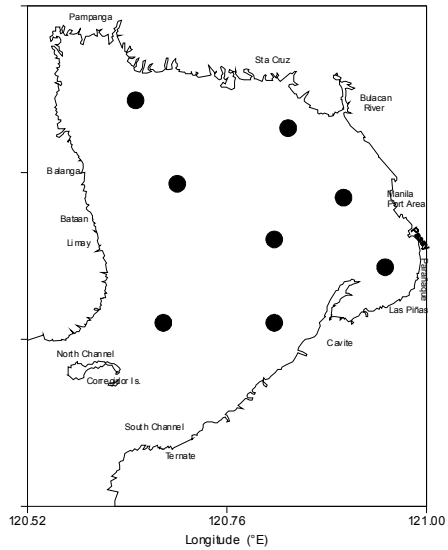 Pampanga
Sta Cruz
Bulacan
River
Balanga
Manila
Port Area
Bataan
Limay
Parañaque
Las Piñas
Cavite
North Channel
Corregidor Is.
South Channel
Ternate
120.52
120.76
121.00
Longitude (°E)